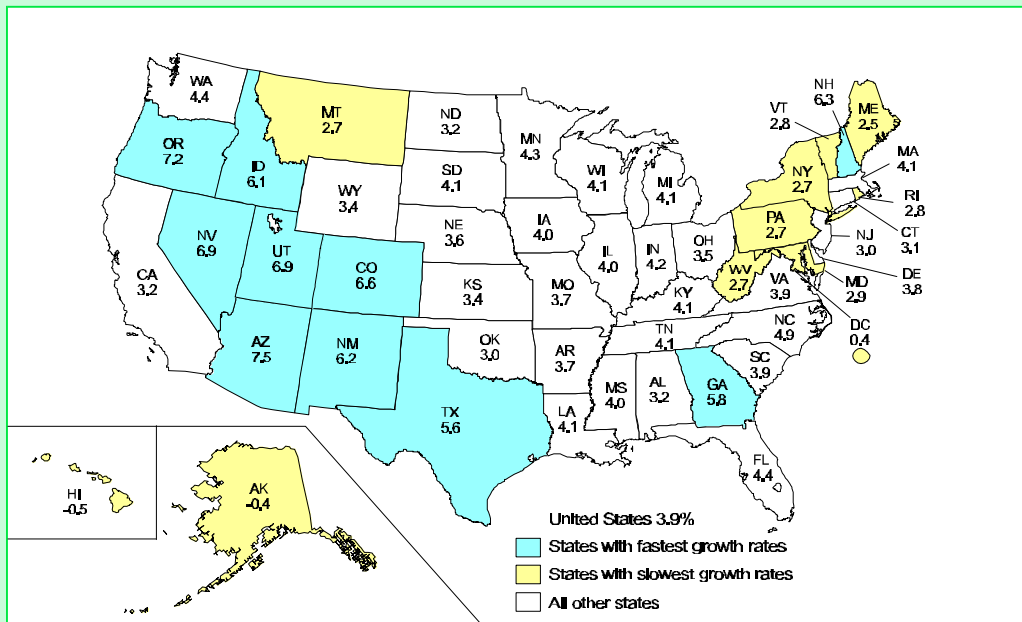 WA
4.4
MT
2.7
ND
3.2
MN
4.3
VT
2.8
NH
6.3
ME
2.5
OR
7.2
ID
6.1
SD
4.1
WI
4.1
MI
4.1
NY
2.7
MA
4.1
RI
2.8
WY
3.4
NE
3.6
IA
4.0
PA
2.7
CT
3.1
NJ
3.0
NV
6.9
UT
6.9
CO
6.6
IL
4.0
IN
4.2
OH
3.5
WV
2.7
DE
3.8
MD
2.9
CA
3.2
KS
3.4
MO
3.7
KY
4.1
VA
3.9
DC
0.4
AZ
7.5
NM
6.2
OK
3.0
AR
3.7
TN
4.1
NC
4.9
SC
3.9
TX
5.6
LA
4.1
MS
4.0
AL
3.2
GA
5.8
FL
4.4
HI
-0.5
AK
-0.4
United States 3.9%
States with fastest growth rates
States with slowest growth rates
All other states